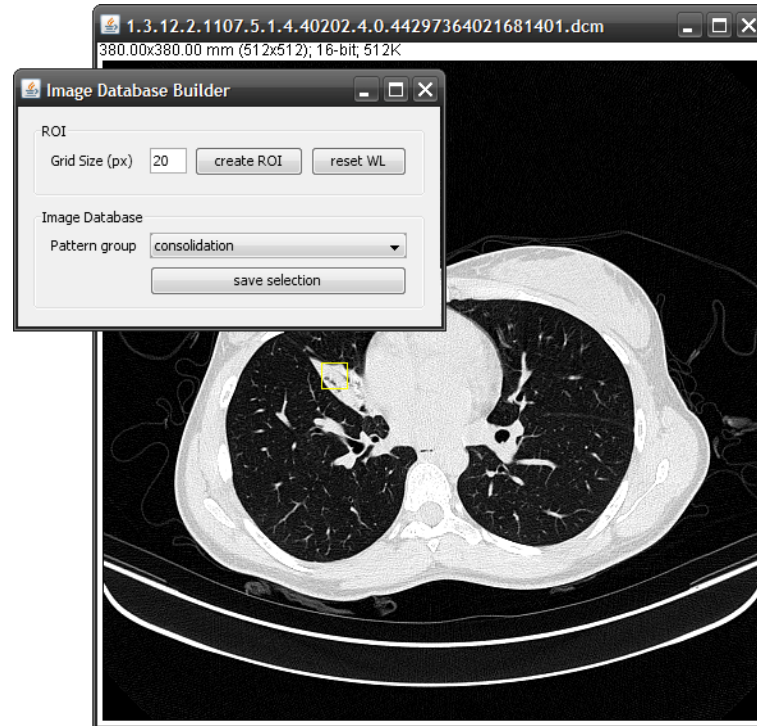 1.3.12.2.1107.5.1.4.40202.4.0.44297364021681401.dcm
380.00x380.00 mm (512x512); 16-bit; 512K
Image Database Builder
ROI
Grid Size (px) 20 create ROI reset WL
Image Database
Pattern group consolidation
save selection